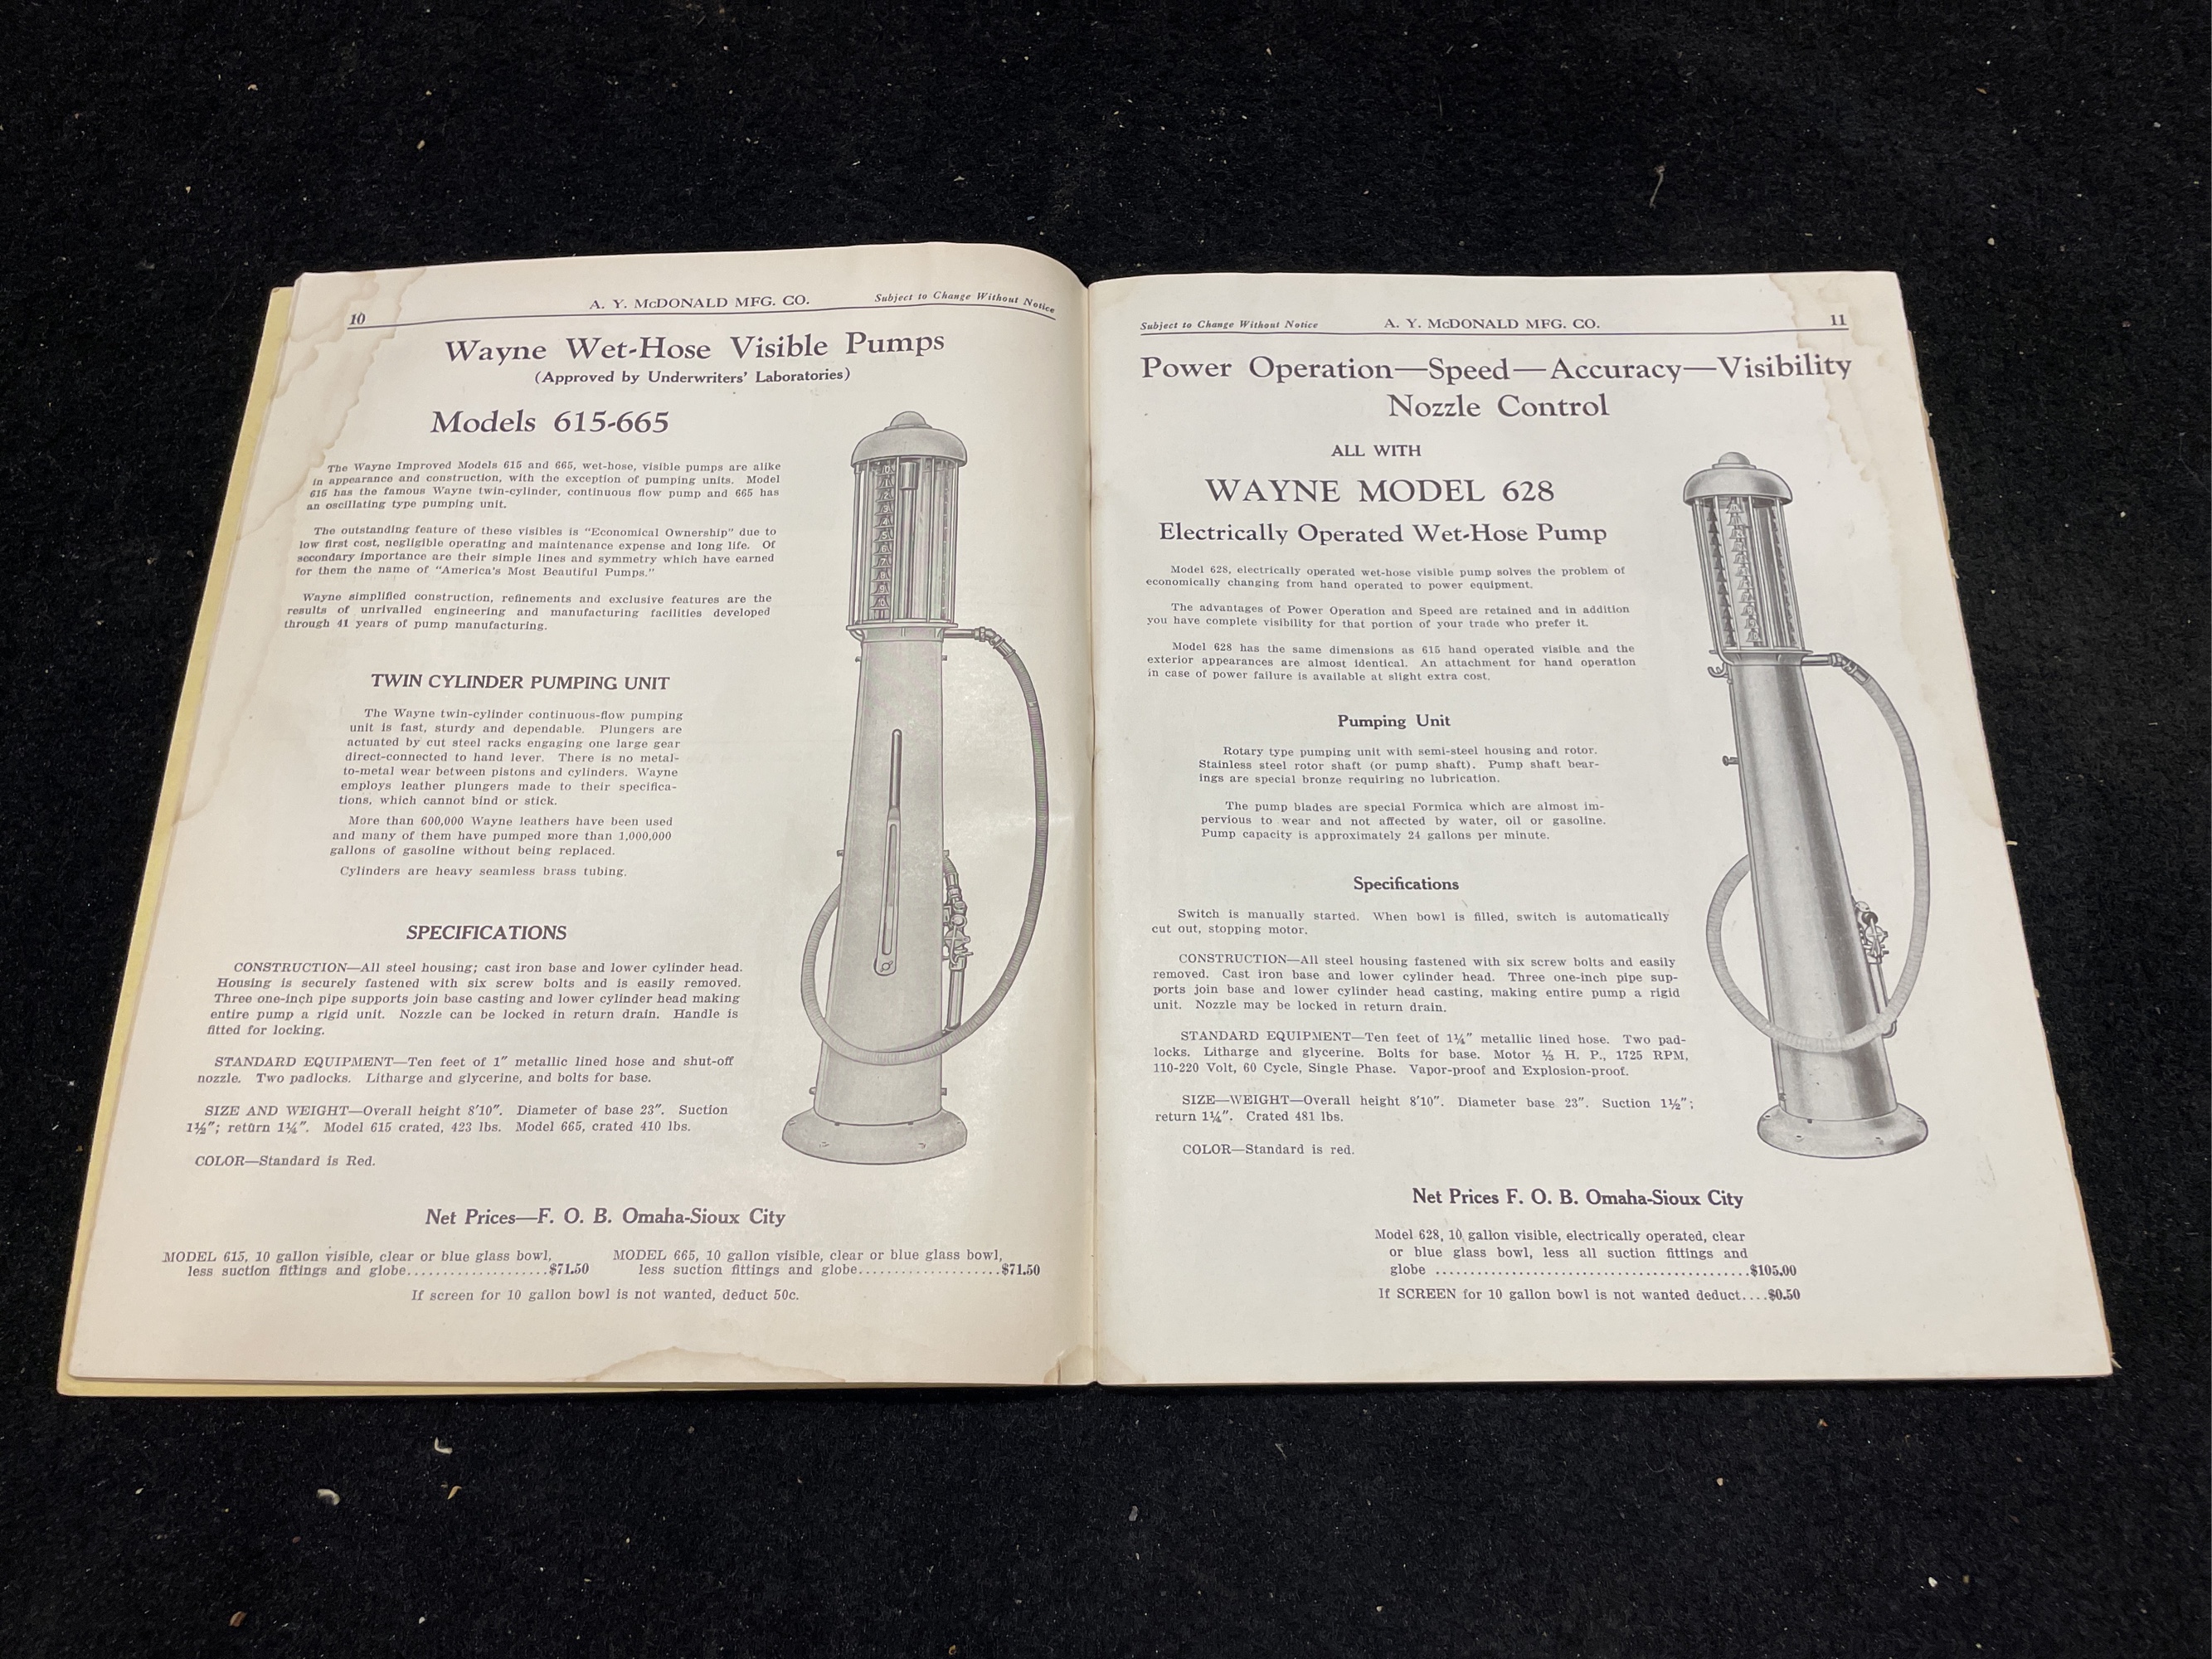 10
A. Y. McDONALD MFG. CO.
Subject to Change Without Notice
Wayne Wet-Hose Visible Pumps
(Approved by Underwriters' Laboratories)
Models 615-665
The Wayne Improved Models 615 and 665, wet-hose, visible pumps are alike
in appearance and construction, with the exception of pumping units. Model
615 has the famous Wayne twin-cylinder, continuous flow pump and 665 has
an oscillating type pumping unit.
The outstanding feature of these visibles is "Economical Ownership" due to
low first cost, negligible operating and maintenance expense and long life. Of
secondary importance are their simple lines and symmetry which have earned
for them the name of "America's Most Beautiful Pumps."
Wayne simplified construction, refinements and exclusive features are the
results of unrivalled engineering and manufacturing facilities developed
through 41 years of pump manufacturing.
TWIN CYLINDER PUMPING UNIT
The Wayne twin-cylinder continuous-flow pumping
unit is fast, sturdy and dependable. Plungers are
actuated by cut steel racks engaging one large gear
direct-connected to hand lever. There is no metal-
to-metal wear between pistons and cylinders. Wayne
employs leather plungers made to their specifica-
tions, which cannot bind or stick.
More than 600,000 Wayne leathers have been used
and many of them have pumped more than 1,000,000
gallons of gasoline without being replaced.
Cylinders are heavy seamless brass tubing.
SPECIFICATIONS
CONSTRUCTION—All steel housing; cast iron base and lower cylinder head.
Housing is securely fastened with six screw bolts and is easily removed.
Three one-inch pipe supports join base casting and lower cylinder head making
entire pump a rigid unit. Nozzle can be locked in return drain. Handle is
fitted for locking.
STANDARD EQUIPMENT—Ten feet of 1" metallic lined hose and shut-off
nozzle. Two padlocks. Litharge and glycerine, and bolts for base.
SIZE AND WEIGHT—Overall height 8'10". Diameter of base 23". Suction
1½"; return 1¼". Model 615 crated, 423 lbs. Model 665, crated 410 lbs.
COLOR—Standard is Red.
Net Prices—F. O. B. Omaha-Sioux City
MODEL 615, 10 gallon visible, clear or blue glass bowl,
less suction fittings and globe....................$71.50
MODEL 665, 10 gallon visible, clear or blue glass bowl,
less suction fittings and globe....................$71.50
If screen for 10 gallon bowl is not wanted, deduct 50c.
Subject to Change Without Notice
A. Y. McDONALD MFG. CO.
11
Power Operation—Speed—Accuracy—Visibility
Nozzle Control
ALL WITH
WAYNE MODEL 628
Electrically Operated Wet-Hose Pump
Model 628, electrically operated wet-hose visible pump solves the problem of
economically changing from hand operated to power equipment.
The advantages of Power Operation and Speed are retained and in addition
you have complete visibility for that portion of your trade who prefer it.
Model 628 has the same dimensions as 615 hand operated visible and the
exterior appearances are almost identical. An attachment for hand operation
in case of power failure is available at slight extra cost.
Pumping Unit
Rotary type pumping unit with semi-steel housing and rotor.
Stainless steel rotor shaft (or pump shaft). Pump shaft bear-
ings are special bronze requiring no lubrication.
The pump blades are special Formica which are almost im-
pervious to wear and not affected by water, oil or gasoline.
Pump capacity is approximately 24 gallons per minute.
Specifications
Switch is manually started. When bowl is filled, switch is automatically
cut out, stopping motor.
CONSTRUCTION—All steel housing fastened with six screw bolts and easily
removed. Cast iron base and lower cylinder head. Three one-inch pipe sup-
ports join base and lower cylinder head casting, making entire pump a rigid
unit. Nozzle may be locked in return drain.
STANDARD EQUIPMENT—Ten feet of 1¼" metallic lined hose. Two pad-
locks. Litharge and glycerine. Bolts for base. Motor ⅓ H. P., 1725 RPM,
110-220 Volt, 60 Cycle, Single Phase. Vapor-proof and Explosion-proof.
SIZE—WEIGHT—Overall height 8'10". Diameter base 23". Suction 1½";
return 1¼". Crated 481 lbs.
COLOR—Standard is red.
Net Prices F. O. B. Omaha-Sioux City
Model 628, 10 gallon visible, electrically operated, clear
or blue glass bowl, less all suction fittings and
globe ............................................$105.00
If SCREEN for 10 gallon bowl is not wanted deduct....$0.50